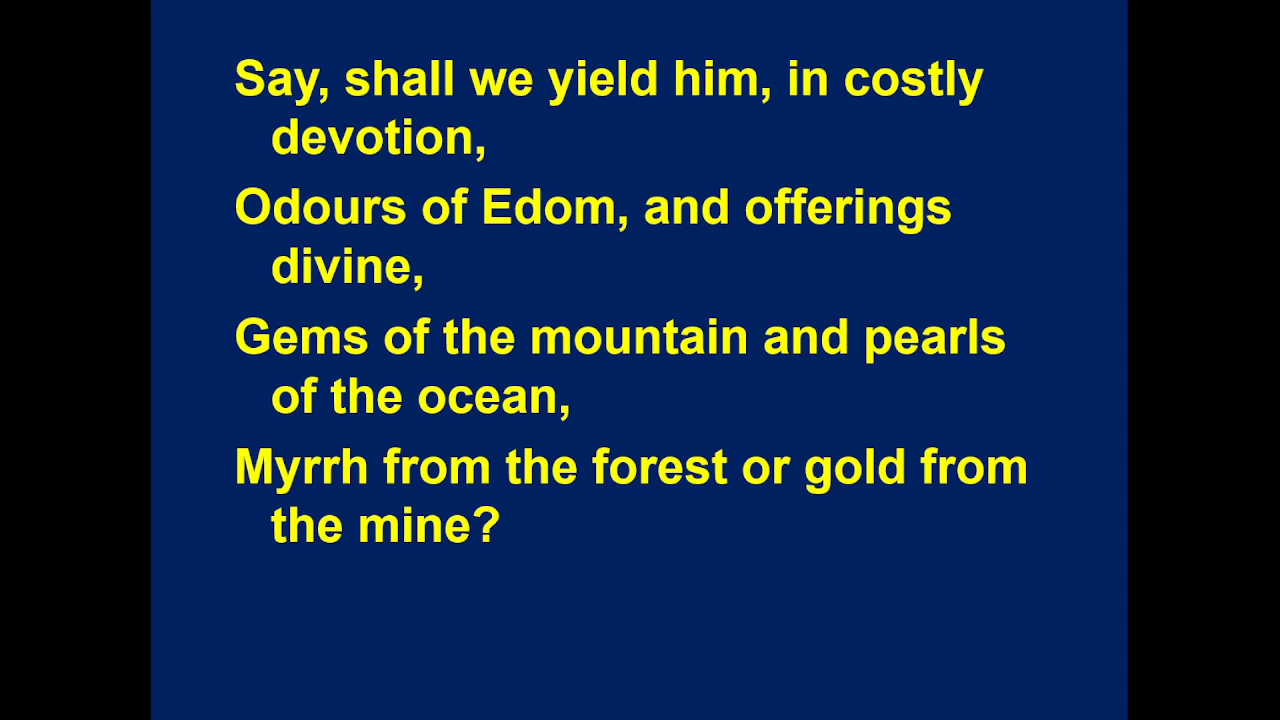 Say, shall we yield him, in costly
devotion,
Odours of Edom, and offerings
divine,
Gems of the mountain and pearls
of the ocean,
Myrrh from the forest or gold from
the mine?